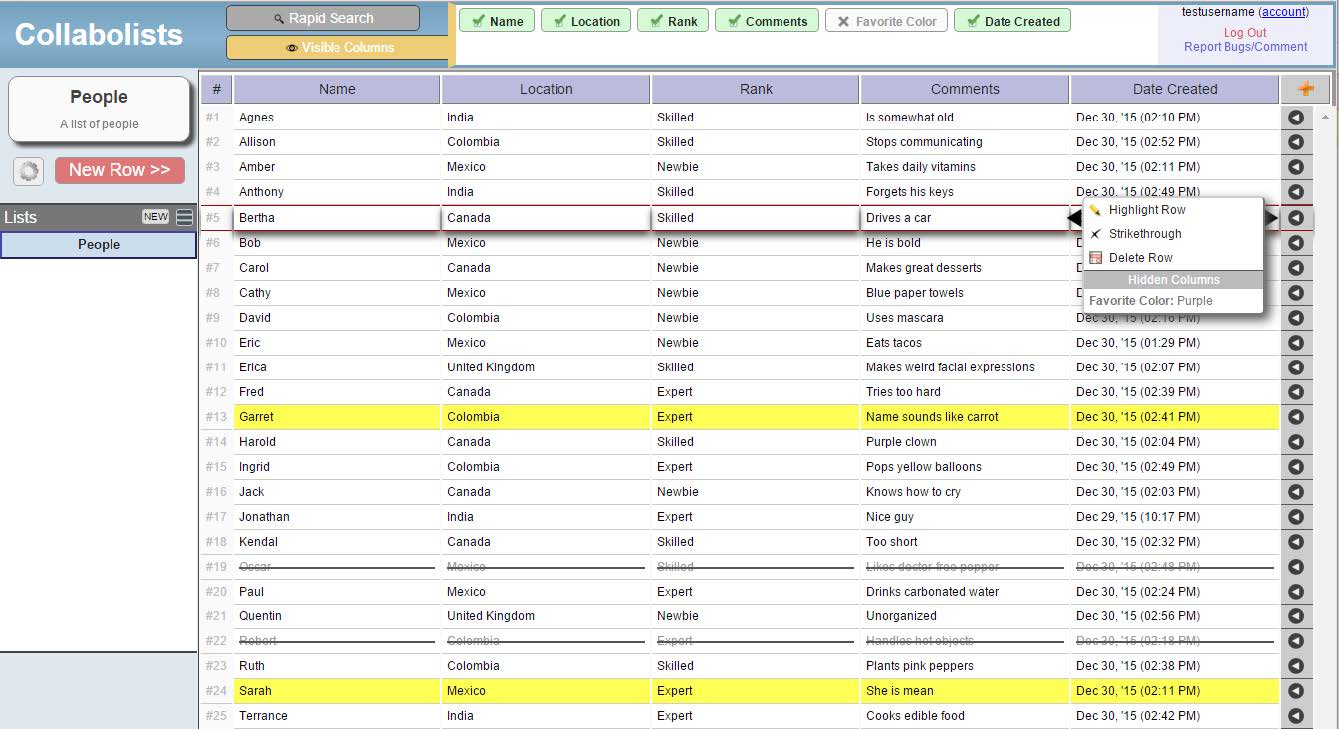 Collabolists
Rapid Search
Visible Columns
Name Location Rank Comments Favorite Color Date Created
testusername (account)
Log Out
Report Bugs/Comment
People
A list of people
New Row >>
Lists NEW
People
# Name Location Rank Comments Date Created
#1 Agnes India Skilled Is somewhat old Dec 30, '15 (02:10 PM)
#2 Allison Colombia Skilled Stops communicating Dec 30, '15 (02:52 PM)
#3 Amber Mexico Newbie Takes daily vitamins Dec 30, '15 (02:11 PM)
#4 Anthony India Skilled Forgets his keys Dec 30, '15 (02:49 PM)
#5 Bertha Canada Skilled Drives a car
Highlight Row
Strikethrough
Delete Row
Hidden Columns
Favorite Color: Purple
#6 Bob Mexico Newbie He is bold
#7 Carol Canada Newbie Makes great desserts
#8 Cathy Mexico Newbie Blue paper towels
#9 David Colombia Newbie Uses mascara Dec 30, '15 (02:16 PM)
#10 Eric Mexico Newbie Eats tacos Dec 30, '15 (01:29 PM)
#11 Erica United Kingdom Skilled Makes weird facial expressions Dec 30, '15 (02:07 PM)
#12 Fred Canada Expert Tries too hard Dec 30, '15 (02:39 PM)
#13 Garret Colombia Expert Name sounds like carrot Dec 30, '15 (02:41 PM)
#14 Harold Canada Skilled Purple clown Dec 30, '15 (02:04 PM)
#15 Ingrid Colombia Expert Pops yellow balloons Dec 30, '15 (02:49 PM)
#16 Jack Canada Newbie Knows how to cry Dec 30, '15 (02:03 PM)
#17 Jonathan India Expert Nice guy Dec 29, '15 (10:17 PM)
#18 Kendal Canada Skilled Too short Dec 30, '15 (02:32 PM)
#19 Oscar Mexico Skilled Likes doctor free pepper Dec 30, '15 (02:48 PM)
#20 Paul Mexico Expert Drinks carbonated water Dec 30, '15 (02:24 PM)
#21 Quentin United Kingdom Newbie Unorganized Dec 30, '15 (02:56 PM)
#22 Robert Colombia Expert Handles hot objects Dec 30, '15 (02:18 PM)
#23 Ruth Colombia Skilled Plants pink peppers Dec 30, '15 (02:38 PM)
#24 Sarah Mexico Expert She is mean Dec 30, '15 (02:11 PM)
#25 Terrance India Expert Cooks edible food Dec 30, '15 (02:42 PM)